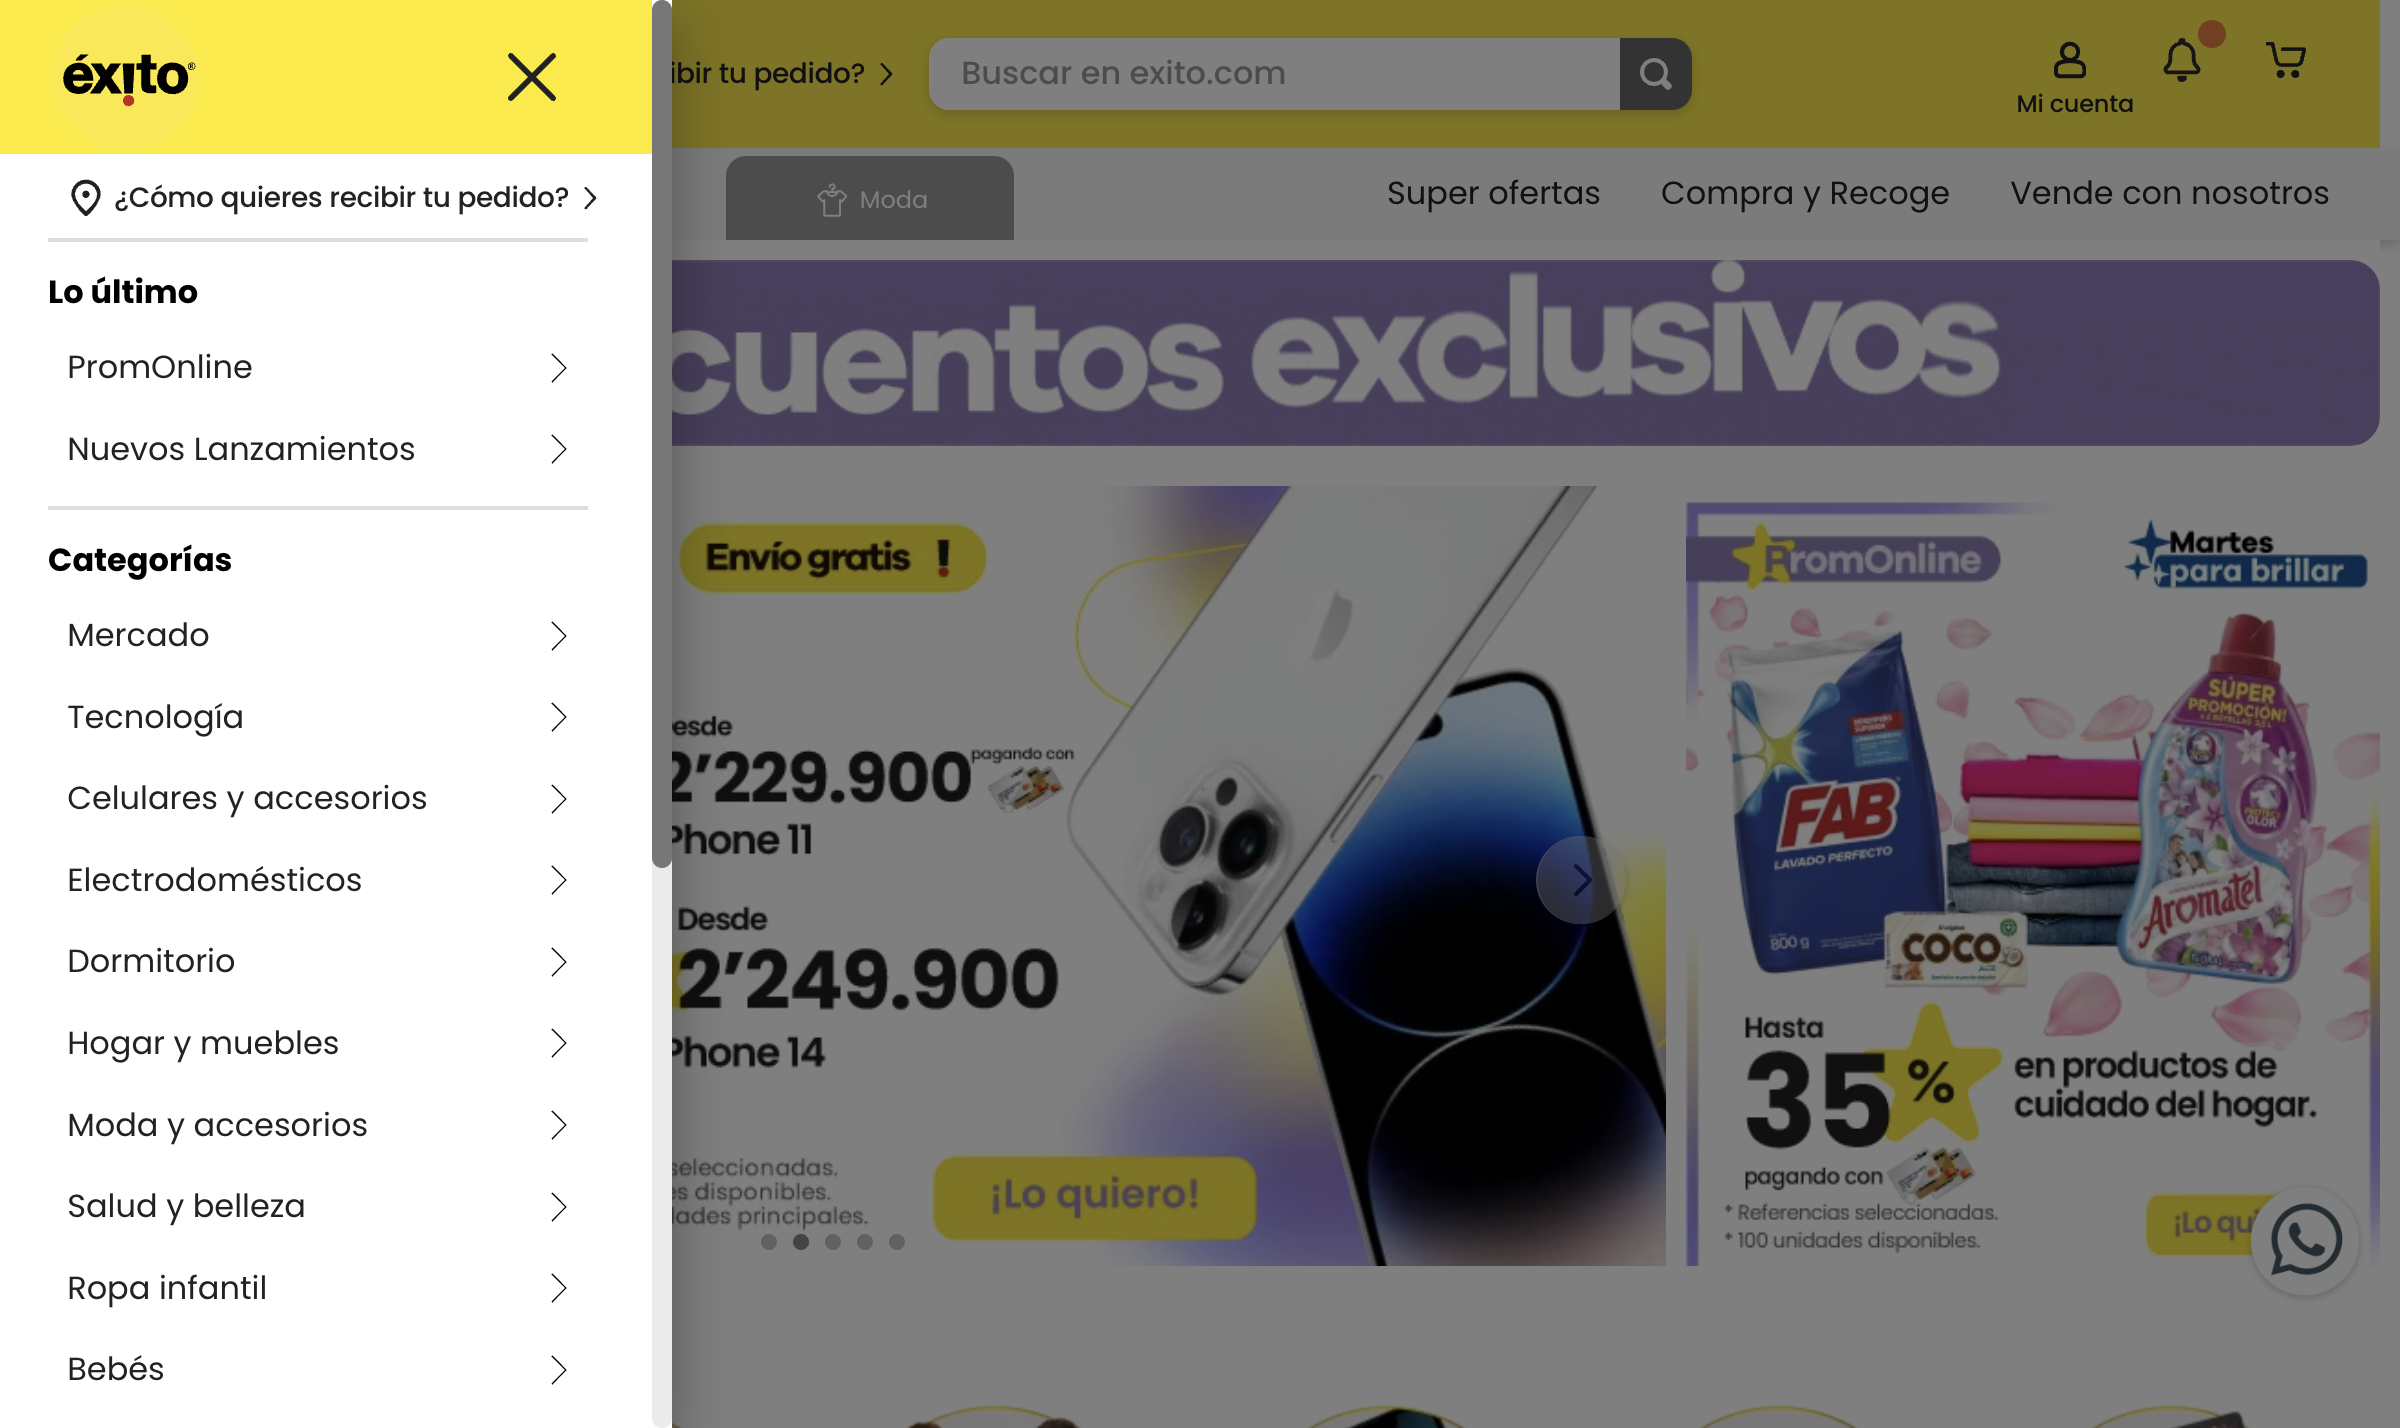 éxito
¿Cómo quieres recibir tu pedido?
Lo último
PromOnline
Nuevos Lanzamientos
Categorías
Mercado
Tecnología
Celulares y accesorios
Electrodomésticos
Dormitorio
Hogar y muebles
Moda y accesorios
Salud y belleza
Ropa infantil
Bebés
ibir tu pedido?
Buscar en exito.com
Mi cuenta
Moda
Super ofertas
Compra y Recoge
Vende con nosotros
cuentos exclusivos
Envío gratis !
esde
2'229.900
pagando con
Phone 11
Desde
2'249.900
Phone 14
seleccionadas.
s disponibles.
dades principales.
¡Lo quiero!
PromOnline
Martes
para brillar
SÚPER
PROMOCIÓN!
FAB
LAVADO PERFECTO
800 g
COCO
Aromatel
Hasta
35%
en productos de
cuidado del hogar.
pagando con
* Referencias seleccionadas.
* 100 unidades disponibles.
¡Lo qu